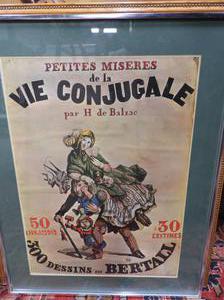 PETITES MISERES
de la
VIE CONJUGALE
par H de Balzac
50
LIVRAISONS
30
CENTIMES
300 DESSINS PAR BERTALL